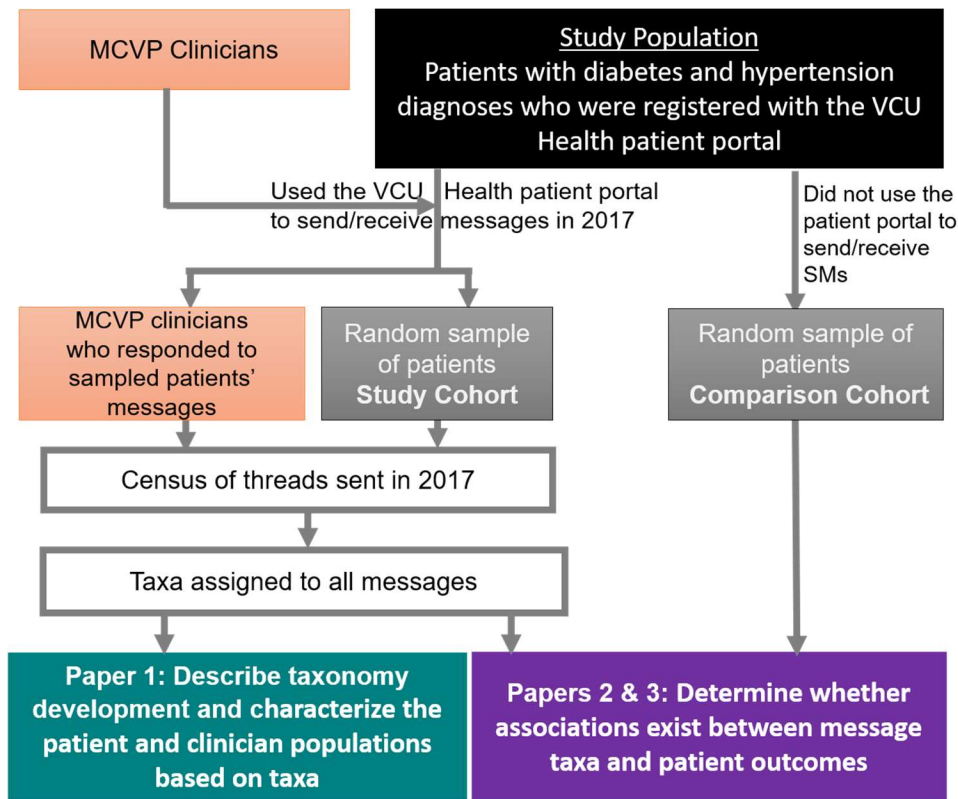 MCVP Clinicians
Study Population
Patients with diabetes and hypertension
diagnoses who were registered with the VCU
Health patient portal
Used the VCU Health patient portal
to send/receive messages in 2017
Did not use the
patient portal to
send/receive
SMs
MCVP clinicians
who responded to
sampled patients’
messages
Random sample
of patients
Study Cohort
Random sample of
patients
Comparison Cohort
Census of threads sent in 2017
Taxa assigned to all messages
Paper 1: Describe taxonomy
development and characterize the
patient and clinician populations
based on taxa
Papers 2 & 3: Determine whether
associations exist between message
taxa and patient outcomes